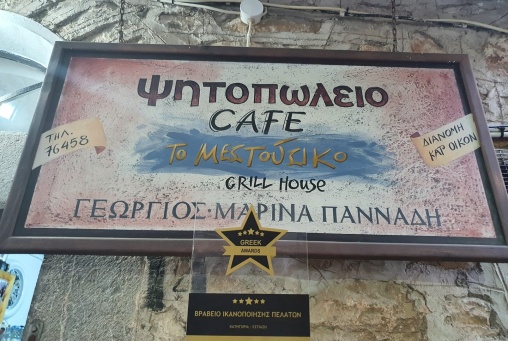 ψητοπωλειο
CAFE
ΤΗΛ.
76458
ΤΟ ΜΕΣΤΟΥΣΙΚΟ
ΔΙΑΝΟΜΗ
ΚΑΤ' ΟΙΚΟΝ
GRILL HOUSE
ΓΕΩΡΓΙΟΣ-ΜΑΡΙΝΑ ΠΑΝΝΑΔΗ
GREEK
AWARDS
ΒΡΑΒΕΙΟ ΙΚΑΝΟΠΟΙΗΣΗΣ ΠΕΛΑΤΩΝ